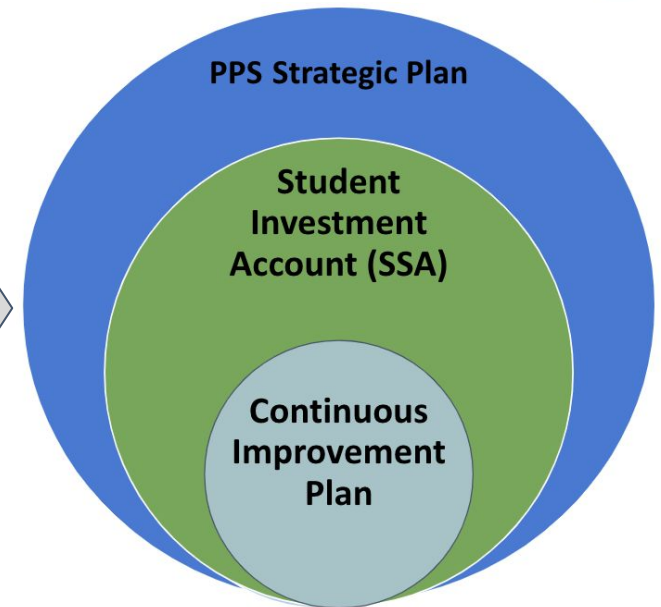 PPS Strategic Plan
Student
Investment
Account (SSA)
Continuous
Improvement
Plan